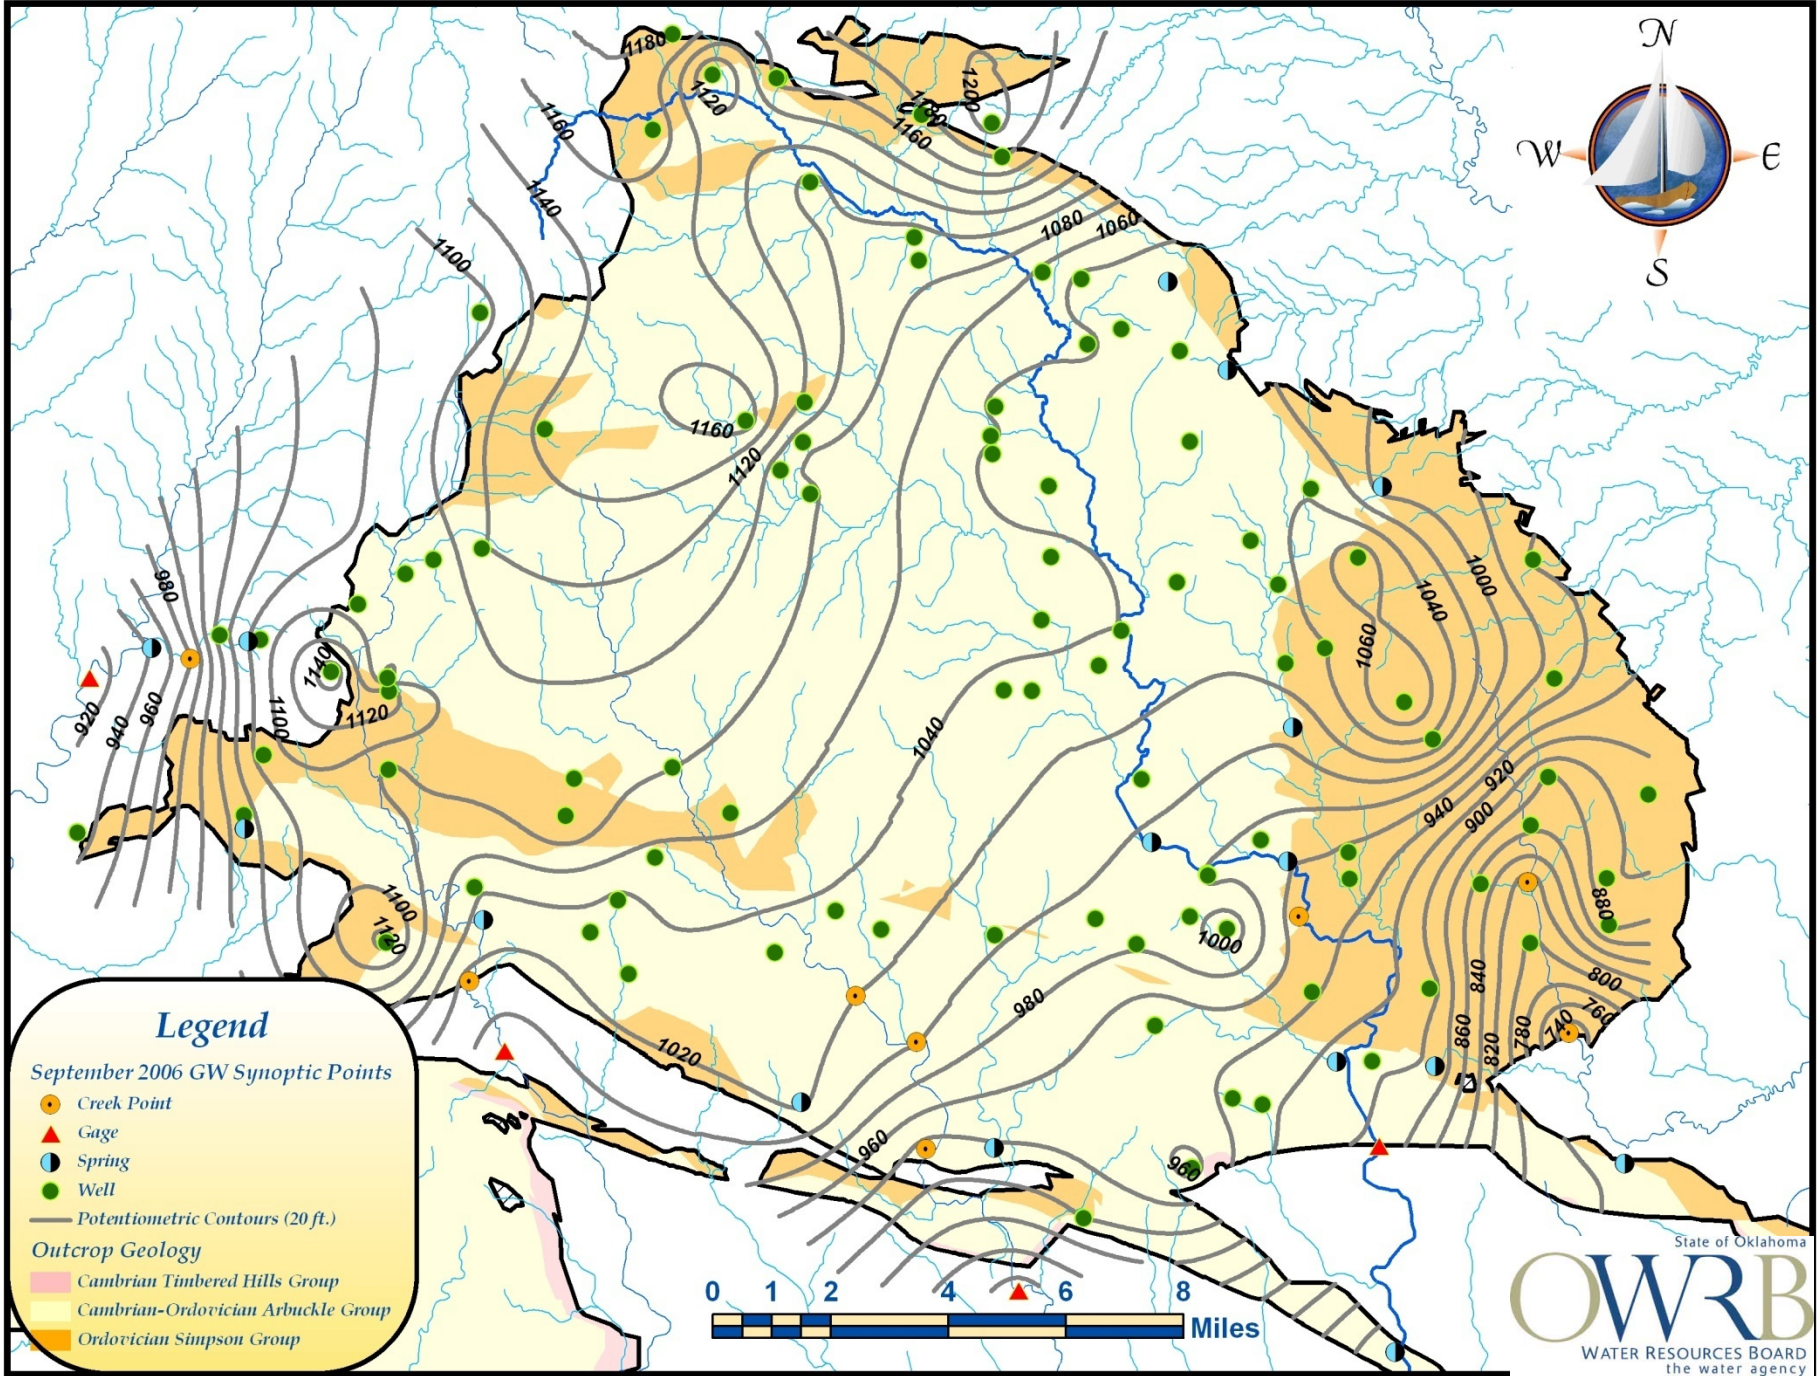 N
W
E
S
1180
1120
1200
1180
1160
1160
1140
1080
1060
1100
1160
1120
980
1000
1040
1060
1140
1100
1120
920
940
960
1040
920
940
900
1100
1120
880
1000
980
840
800
760
740
780
860
820
1020
960
960
Legend
September 2006 GW Synoptic Points
Creek Point
Gage
Spring
Well
Potentiometric Contours (20 ft.)
Outcrop Geology
Cambrian Timbered Hills Group
Cambrian-Ordovician Arbuckle Group
Ordovician Simpson Group
0 1 2 4 6 8
Miles
State of Oklahoma
OWRB
WATER RESOURCES BOARD
the water agency